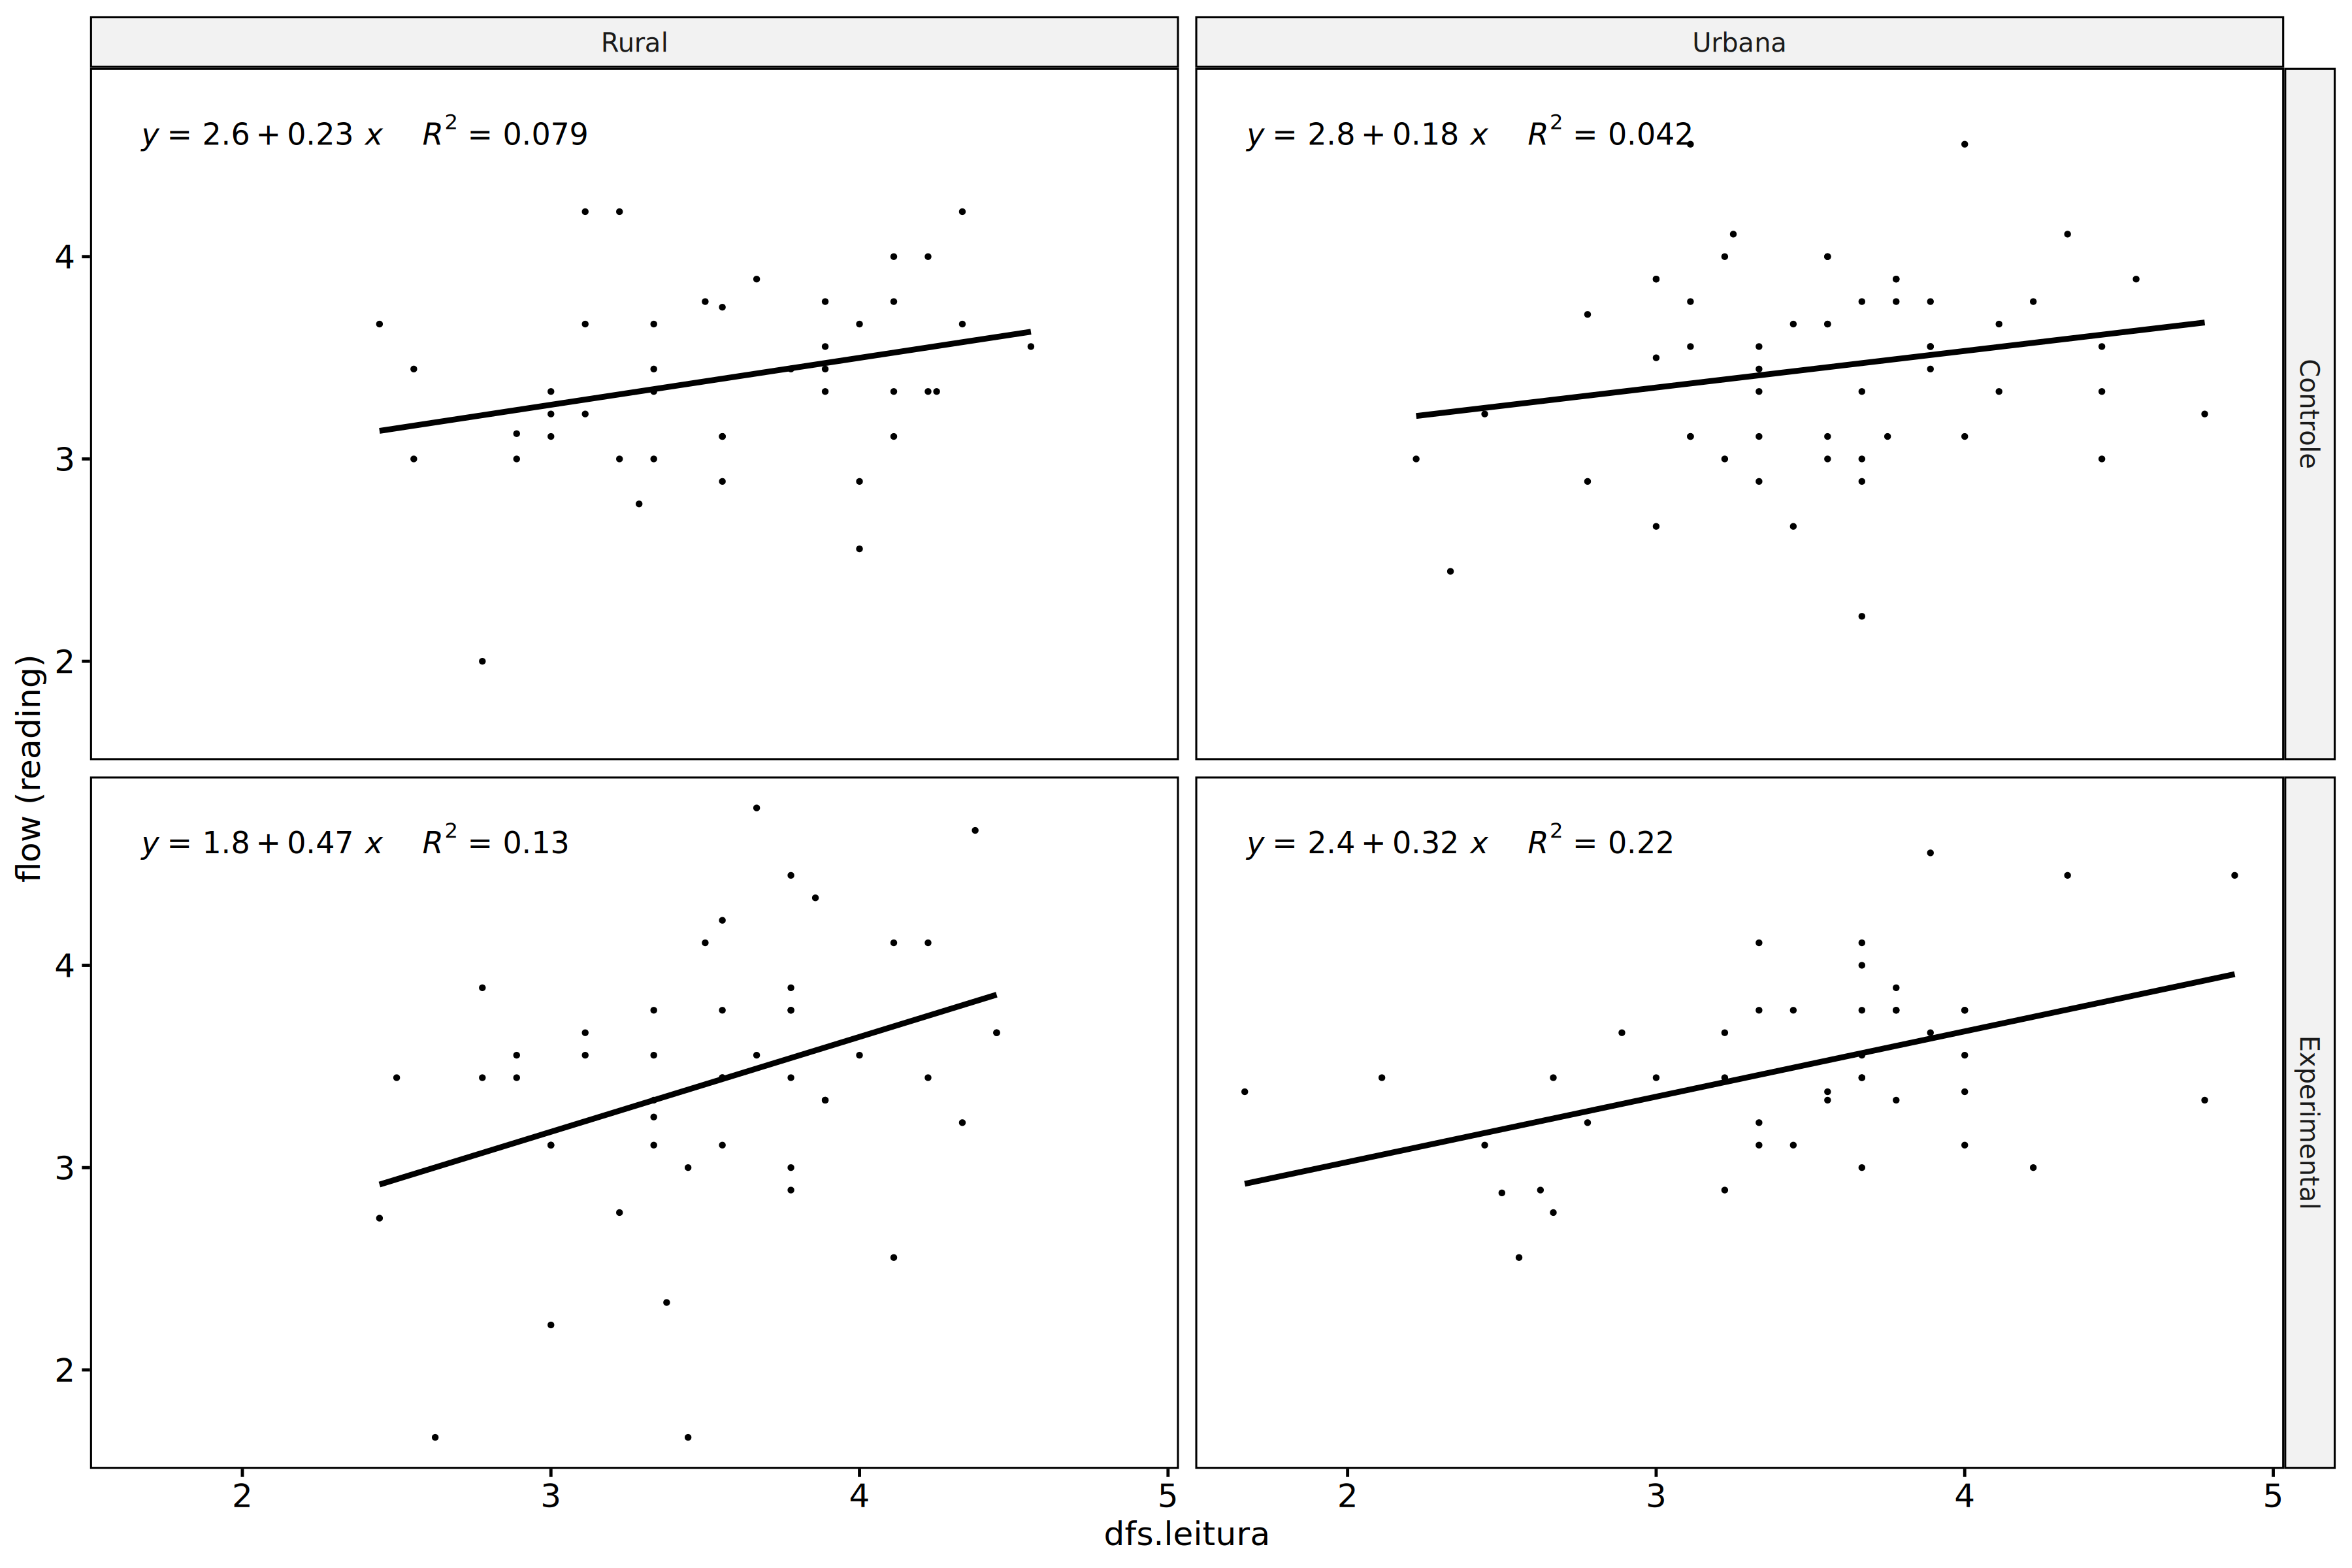 Rural
Urbana
y = 2.6 + 0.23 x R² = 0.079
y = 2.8 + 0.18 x R² = 0.042
4
3
2
Controle
flow (reading)
y = 1.8 + 0.47 x R² = 0.13
y = 2.4 + 0.32 x R² = 0.22
4
3
2
Experimental
2 3 4 5
2 3 4 5
dfs.leitura